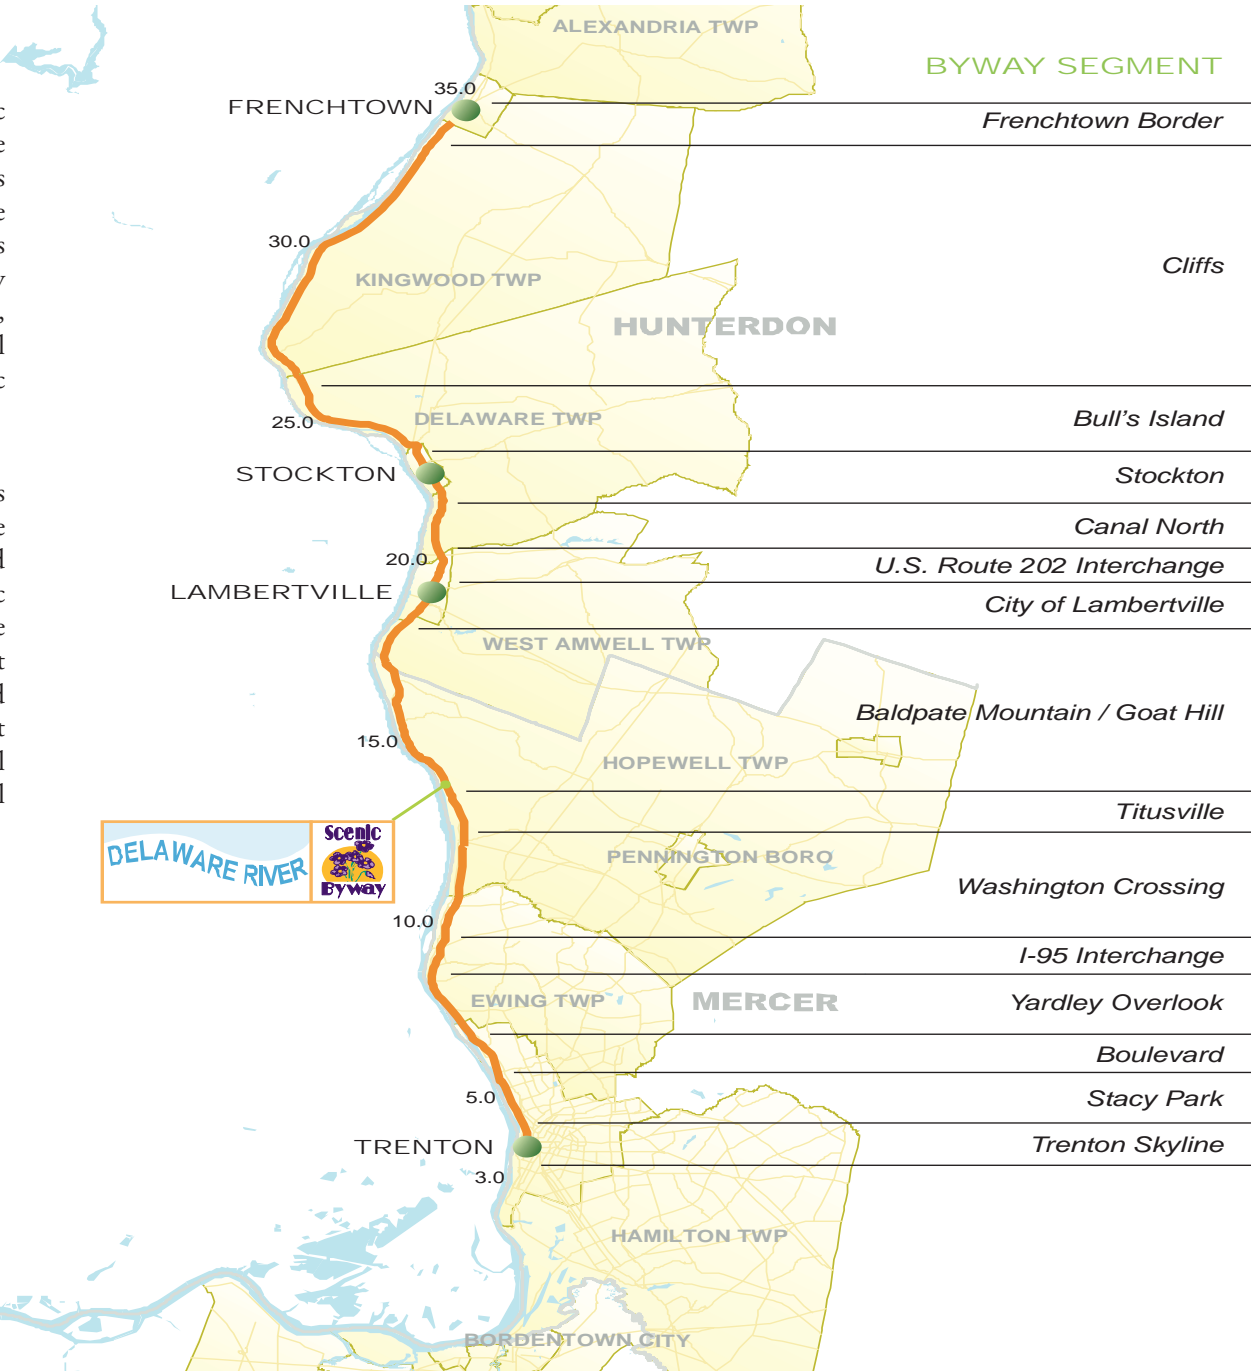 ALEXANDRIA TWP
BYWAY SEGMENT
35.0
FRENCHTOWN
Frenchtown Border
30.0
Cliffs
KINGWOOD TWP
HUNTERDON
25.0
DELAWARE TWP
Bull's Island
STOCKTON
Stockton
Canal North
20.0
U.S. Route 202 Interchange
LAMBERTVILLE
City of Lambertville
WEST AMWELL TWP
Baldpate Mountain / Goat Hill
15.0
HOPEWELL TWP
Titusville
DELAWARE RIVER
Scenic
Byway
PENNINGTON BORO
Washington Crossing
10.0
I-95 Interchange
EWING TWP
MERCER
Yardley Overlook
Boulevard
5.0
Stacy Park
TRENTON
Trenton Skyline
3.0
HAMILTON TWP
BORDENTOWN CITY